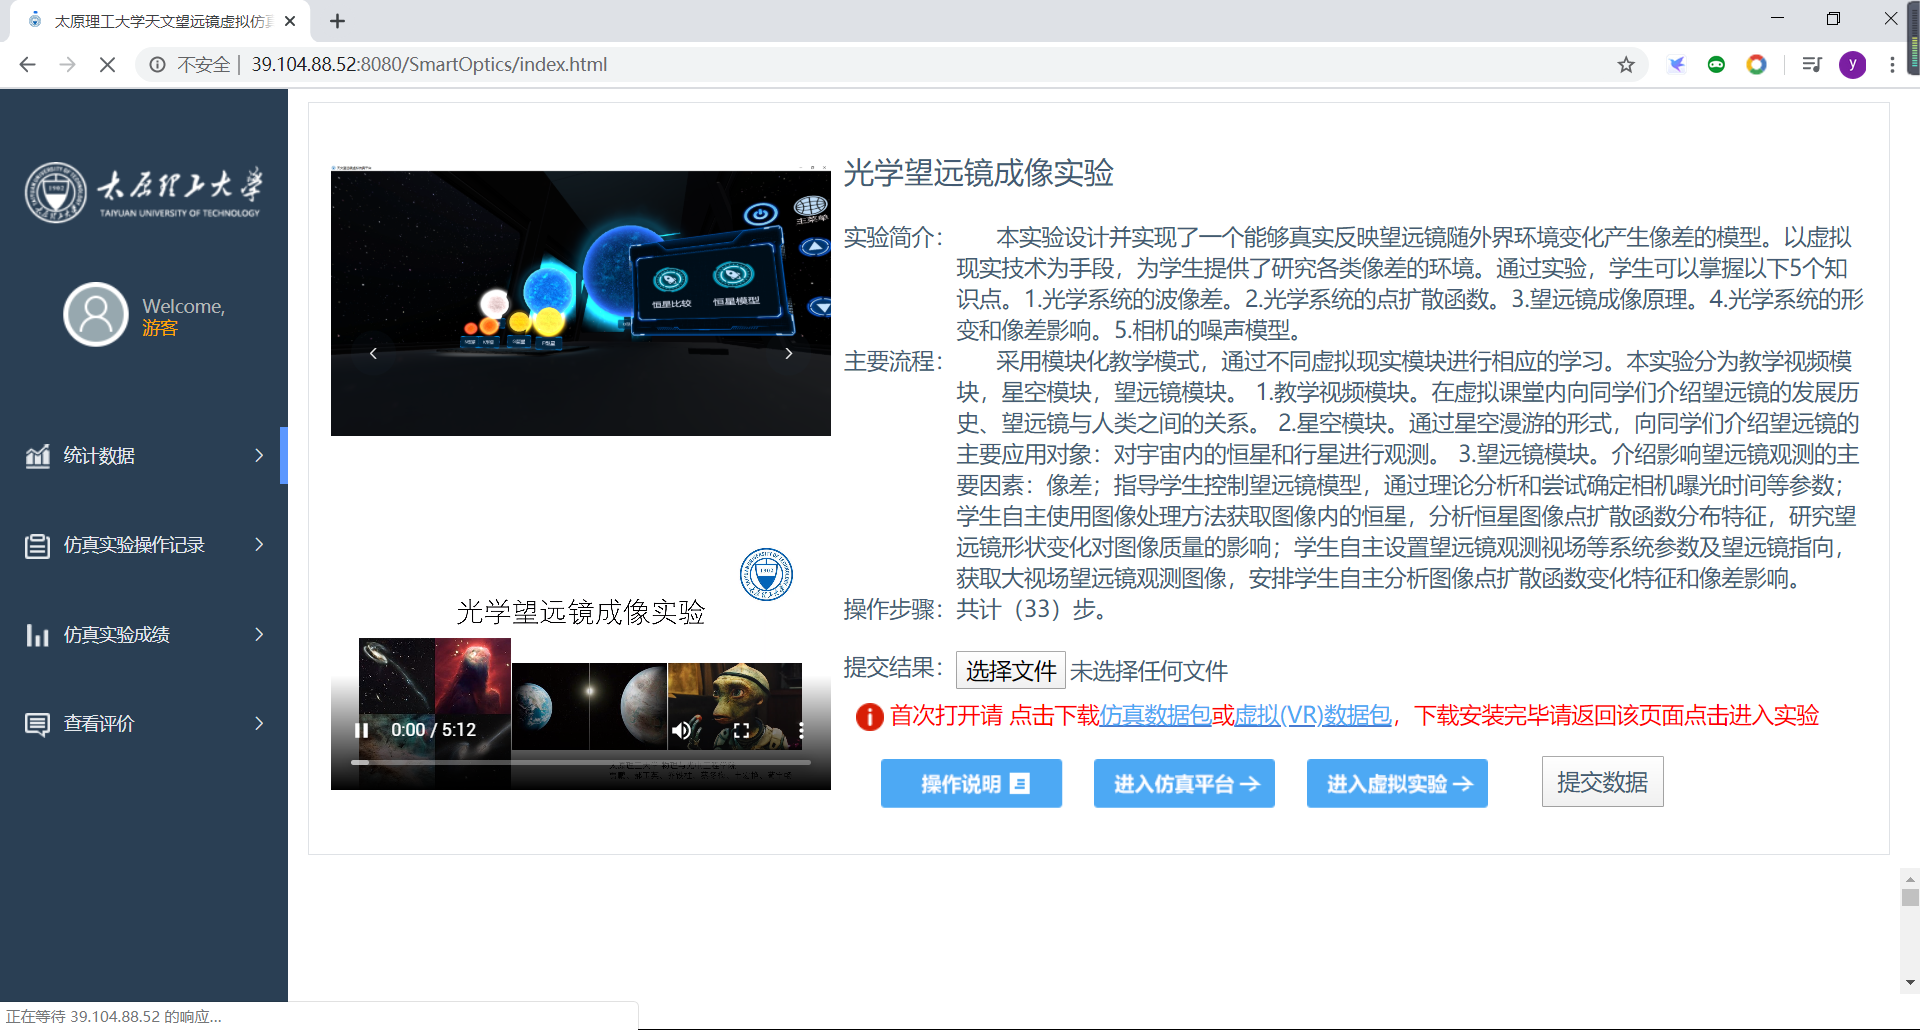 太原理工大学天文望远镜虚拟仿真
不安全 | 39.104.88.52:8080/SmartOptics/index.html
y
太原理工大学
TAIYUAN UNIVERSITY OF TECHNOLOGY
1902
Welcome,
游客
统计数据
仿真实验操作记录
仿真实验成绩
查看评价
主菜单
恒星比较
恒星模型
光学望远镜成像实验
实验简介：
本实验设计并实现了一个能够真实反映望远镜随外界环境变化产生像差的模型。以虚拟
现实技术为手段，为学生提供了研究各类像差的环境。通过实验，学生可以掌握以下5个知
识点。1.光学系统的波像差。2.光学系统的点扩散函数。3.望远镜成像原理。4.光学系统的形
变和像差影响。5.相机的噪声模型。
主要流程：
采用模块化教学模式，通过不同虚拟现实模块进行相应的学习。本实验分为教学视频模
块，星空模块，望远镜模块。 1.教学视频模块。在虚拟课堂内向同学们介绍望远镜的发展历
史、望远镜与人类之间的关系。 2.星空模块。通过星空漫游的形式，向同学们介绍望远镜的
主要应用对象：对宇宙内的恒星和行星进行观测。 3.望远镜模块。介绍影响望远镜观测的主
要因素：像差；指导学生控制望远镜模型，通过理论分析和尝试确定相机曝光时间等参数；
学生自主使用图像处理方法获取图像内的恒星，分析恒星图像点扩散函数分布特征，研究望
远镜形状变化对图像质量的影响；学生自主设置望远镜观测视场等系统参数及望远镜指向，
获取大视场望远镜观测图像，安排学生自主分析图像点扩散函数变化特征和像差影响。
操作步骤：共计（33）步。
提交结果：选择文件 未选择任何文件
首次打开请 点击下载仿真数据包或虚拟(VR)数据包，下载安装完毕请返回该页面点击进入实验
操作说明
进入仿真平台
进入虚拟实验
提交数据
1902
光学望远镜成像实验
0:00 / 5:12
正在等待 39.104.88.52 的响应...